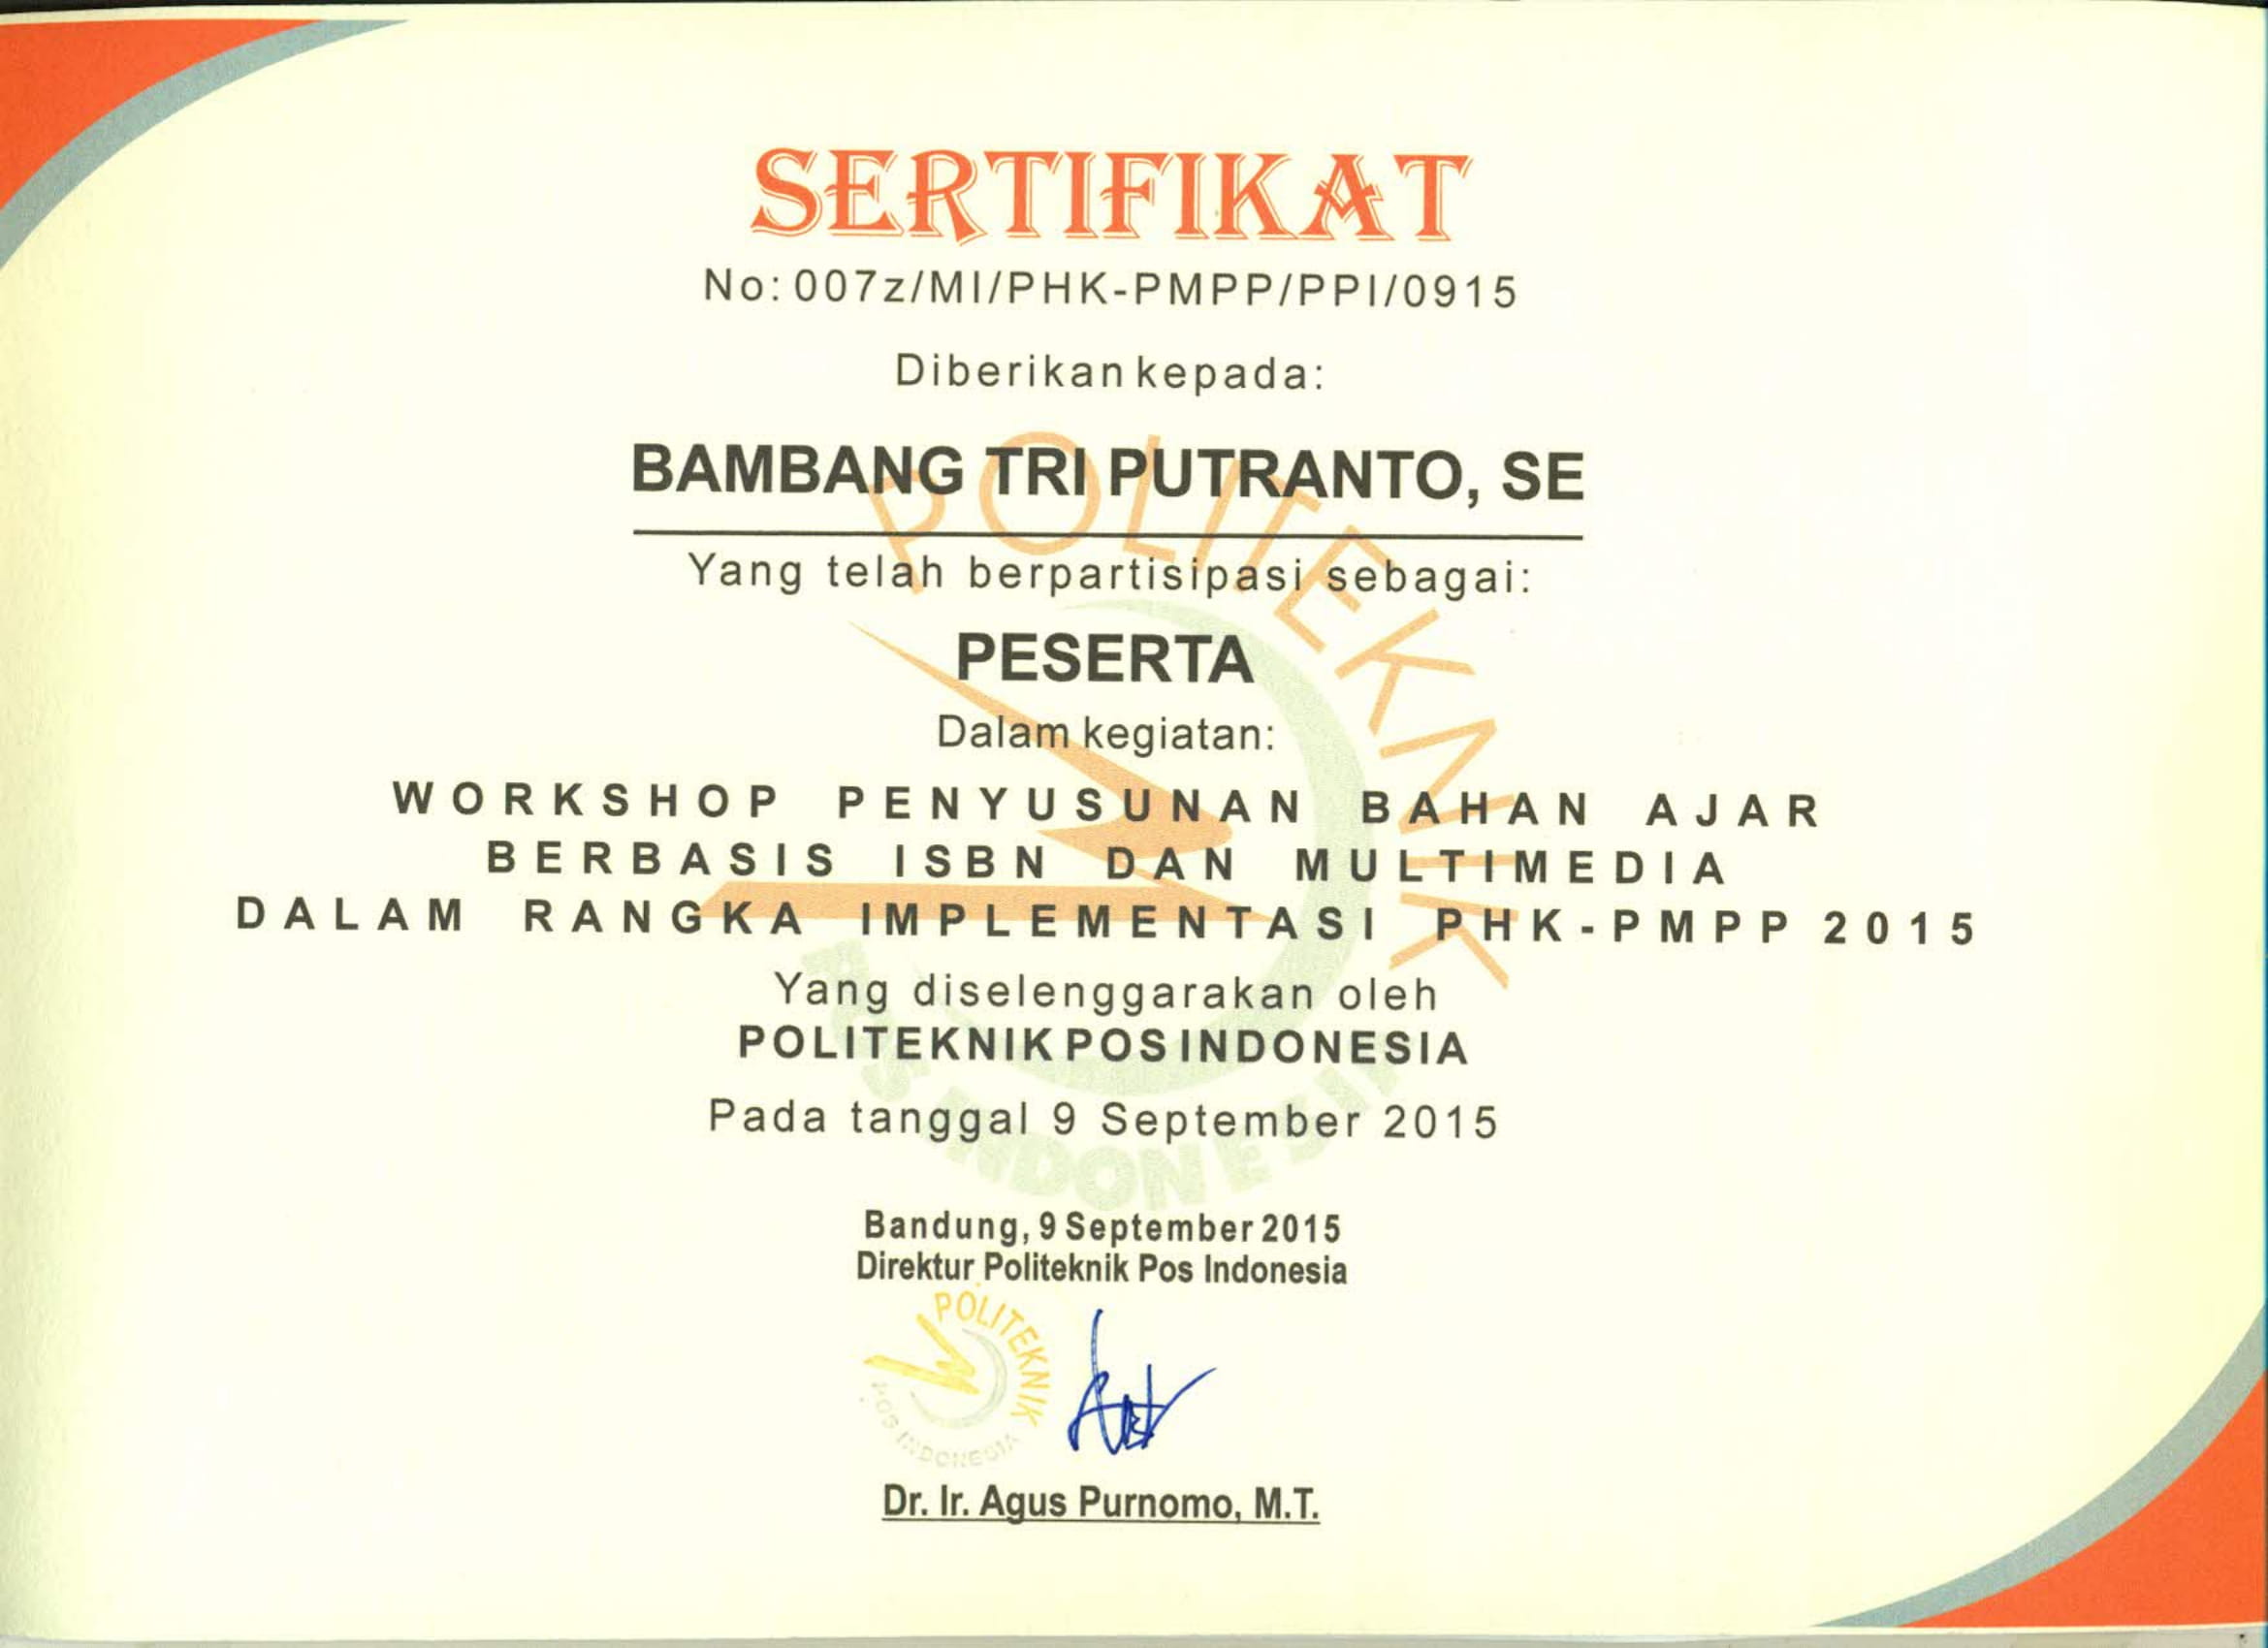 SERTIFIKAT
No: 007z/MI/PHK-PMPP/PPI/0915
Diberikan kepada:
BAMBANG TRI PUTRANTO, SE
Yang telah berpartisipasi sebagai:
PESERTA
Dalam kegiatan:
WORKSHOP PENYUSUNAN BAHAN AJAR
BERBASIS ISBN DAN MULTIMEDIA
DALAM RANGKA IMPLEMENTASI PHK-PMPP 2015
Yang diselenggarakan oleh
POLITEKNIK POS INDONESIA
Pada tanggal 9 September 2015
POLITEKNIK
POS INDONESIA
Bandung, 9 September 2015
Direktur Politeknik Pos Indonesia
POLITEKNIK
POS INDONESIA
Dr. Ir. Agus Purnomo, M.T.